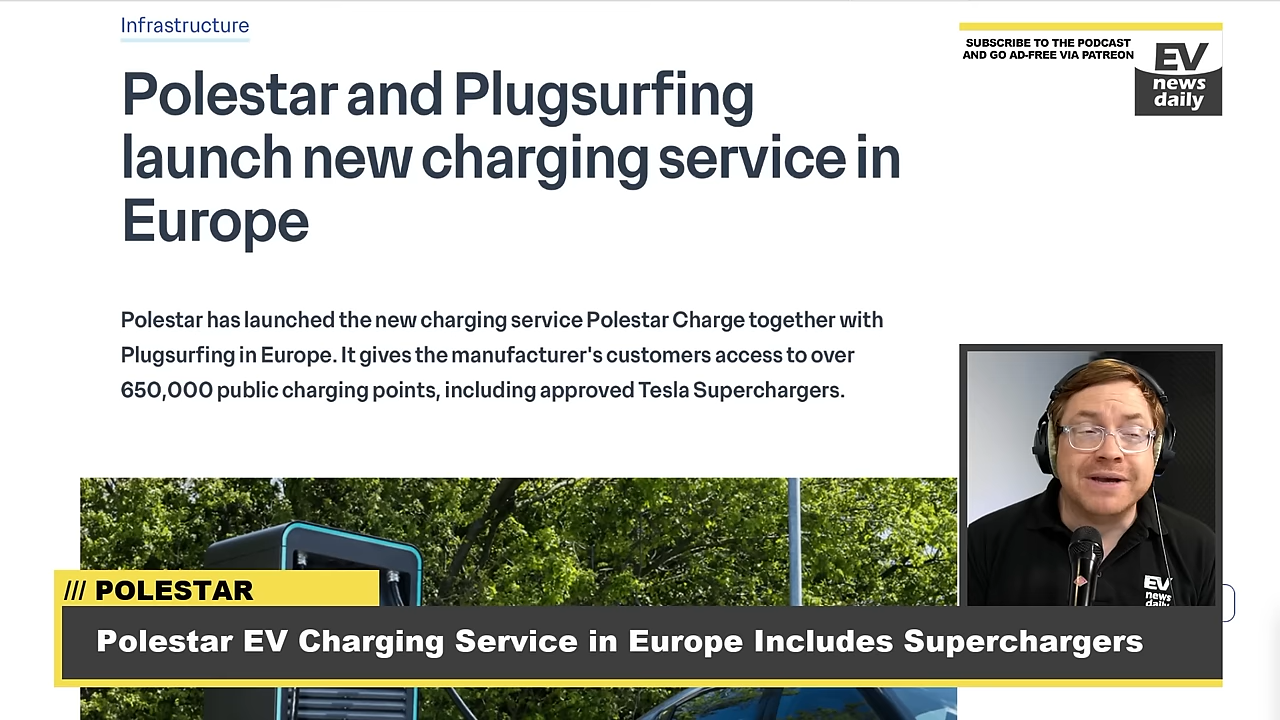 Infrastructure
Polestar and Plugsurfing
launch new charging service in
Europe
Polestar has launched the new charging service Polestar Charge together with
Plugsurfing in Europe. It gives the manufacturer's customers access to over
650,000 public charging points, including approved Tesla Superchargers.
SUBSCRIBE TO THE PODCAST
AND GO AD-FREE VIA PATREON
EV
news
daily
EV
news
daily
/// POLESTAR
Polestar EV Charging Service in Europe Includes Superchargers